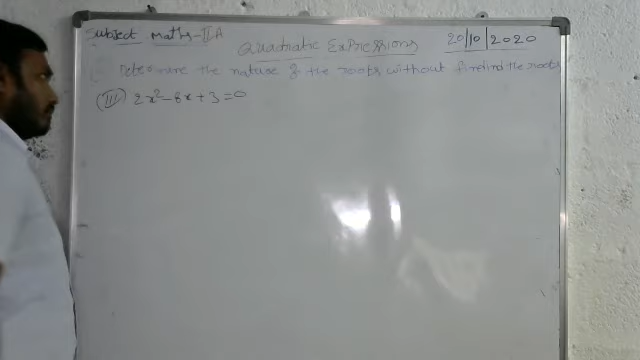 Subject Maths-IIA
Quadratic Expressions 20/10/2020
Determine the nature of the roots without finding the roots
(III) 2x²-8x+3=0